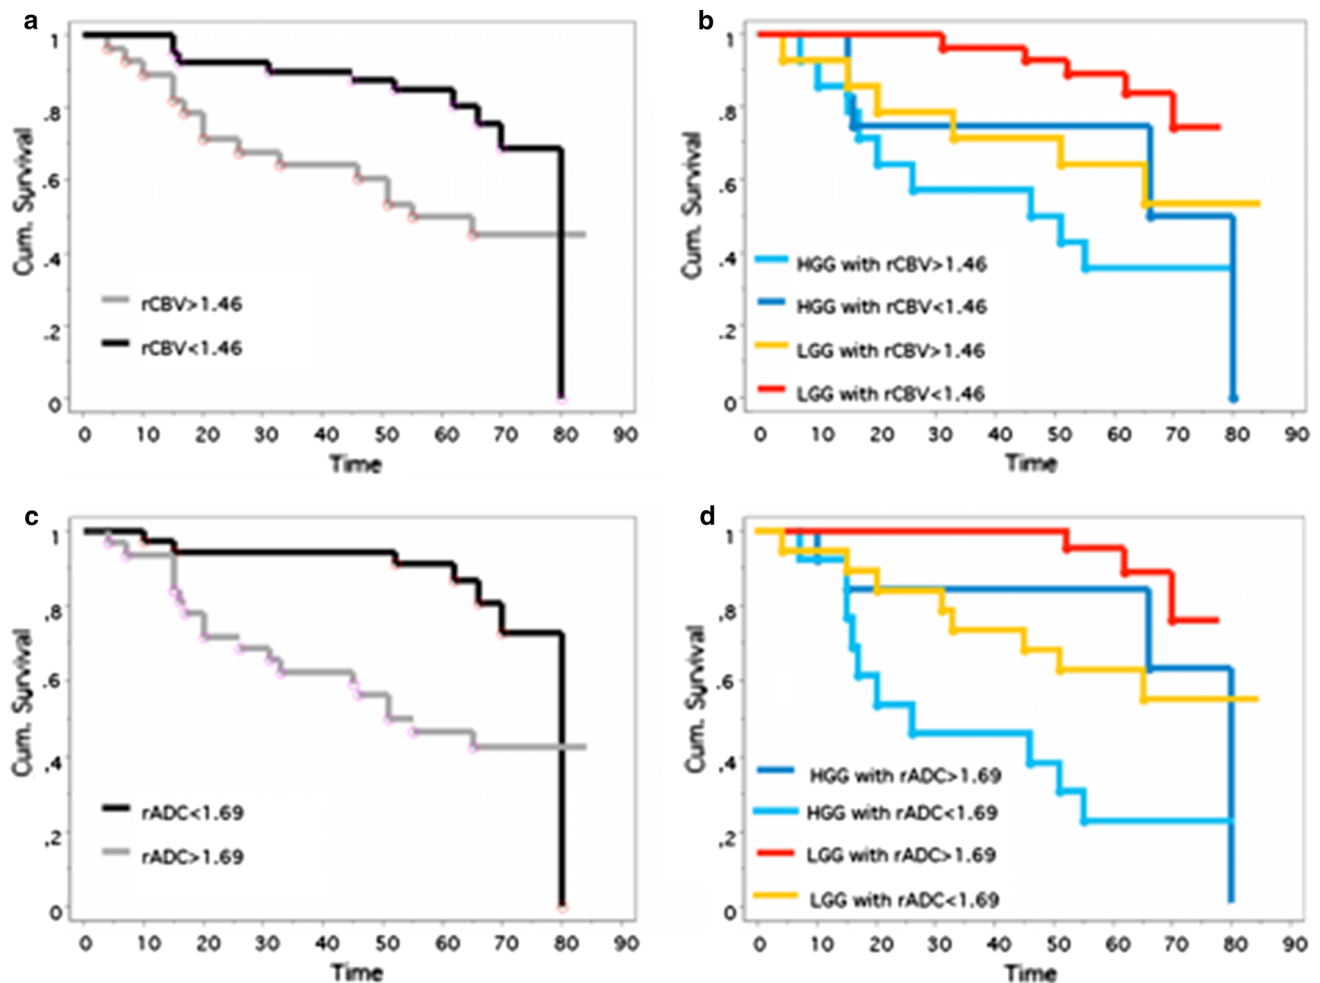 a
1
.8
.6
.4
.2
0
Cum. Survival
rCBV>1.46
rCBV<1.46
0 10 20 30 40 50 60 70 80 90
Time
b
1
.8
.6
.4
.2
0
Cum. Survival
HGG with rCBV>1.46
HGG with rCBV<1.46
LGG with rCBV>1.46
LGG with rCBV<1.46
0 10 20 30 40 50 60 70 80 90
Time
c
1
.8
.6
.4
.2
0
Cum. Survival
rADC<1.69
rADC>1.69
0 10 20 30 40 50 60 70 80 90
Time
d
1
.8
.6
.4
.2
0
Cum. Survival
HGG with rADC>1.69
HGG with rADC<1.69
LGG with rADC>1.69
LGG with rADC<1.69
0 10 20 30 40 50 60 70 80 90
Time